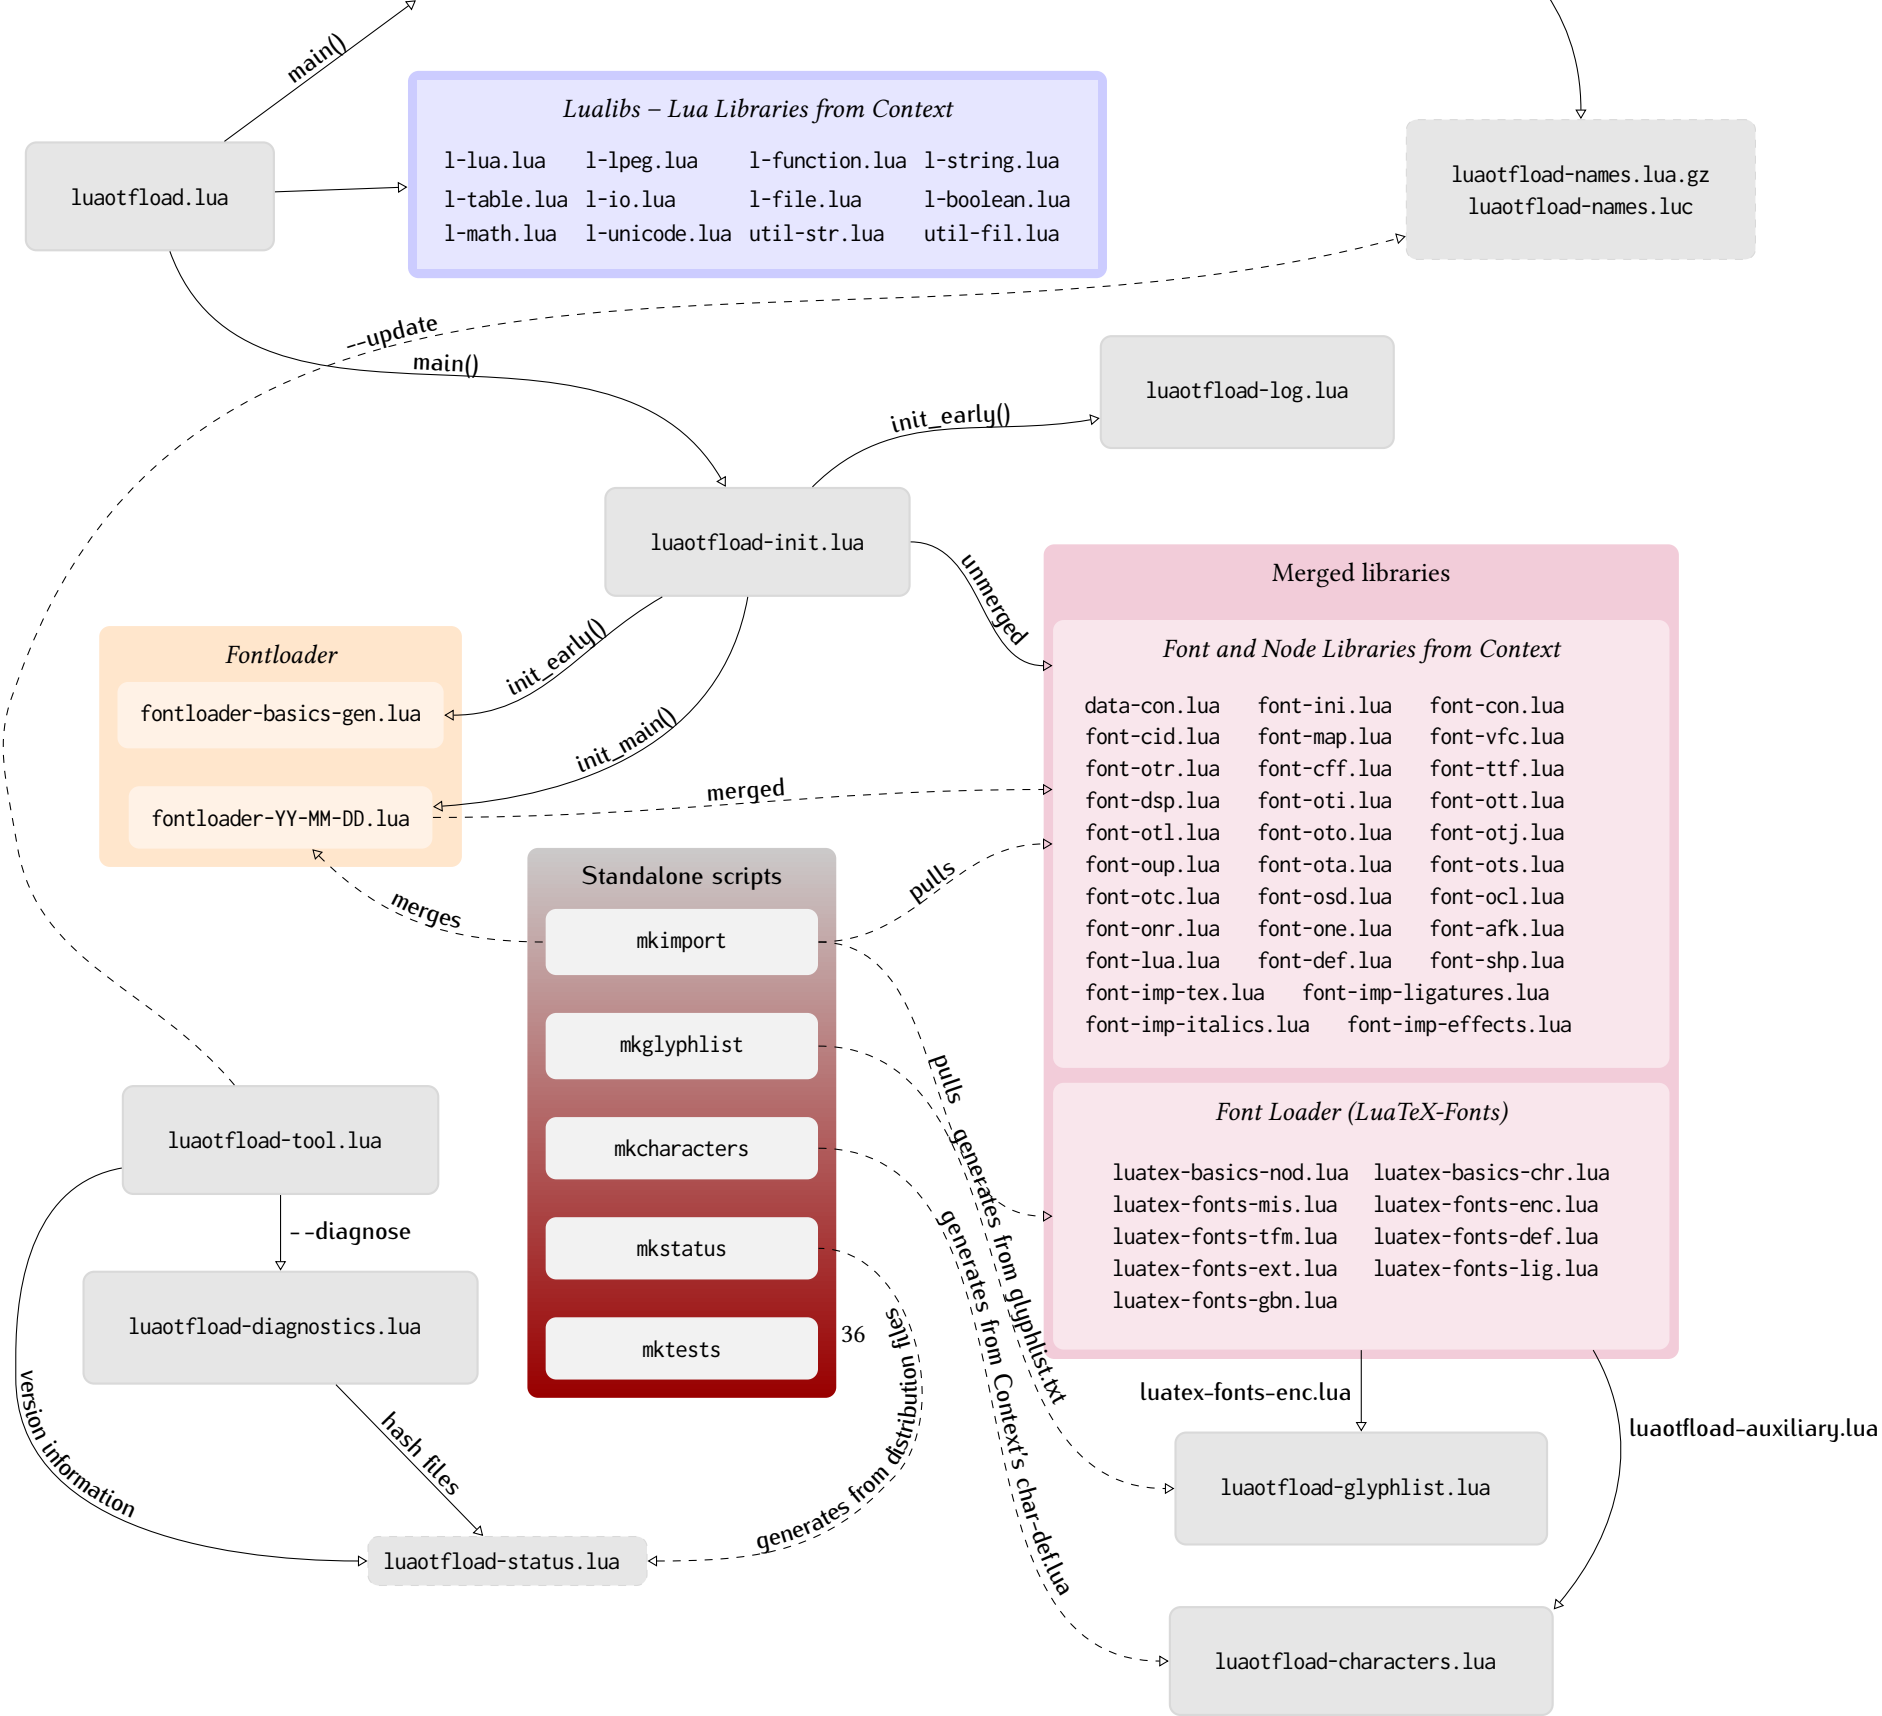 main()
Lualibs – Lua Libraries from Context
l-lua.lua l-lpeg.lua l-function.lua l-string.lua
l-table.lua l-io.lua l-file.lua l-boolean.lua
l-math.lua l-unicode.lua util-str.lua util-fil.lua
luaotfload.lua
luaotfload-names.lua.gz
luaotfload-names.luc
--update
main()
luaotfload-log.lua
init_early()
luaotfload-init.lua
unmerged
Merged libraries
Font and Node Libraries from Context
data-con.lua font-ini.lua font-con.lua
font-cid.lua font-map.lua font-vfc.lua
font-otr.lua font-cff.lua font-ttf.lua
font-dsp.lua font-oti.lua font-ott.lua
font-otl.lua font-oto.lua font-otj.lua
font-oup.lua font-ota.lua font-ots.lua
font-otc.lua font-osd.lua font-ocl.lua
font-onr.lua font-one.lua font-afk.lua
font-lua.lua font-def.lua font-shp.lua
font-imp-tex.lua font-imp-ligatures.lua
font-imp-italics.lua font-imp-effects.lua
Font Loader (LuaTeX-Fonts)
luatex-basics-nod.lua luatex-basics-chr.lua
luatex-fonts-mis.lua luatex-fonts-enc.lua
luatex-fonts-tfm.lua luatex-fonts-def.lua
luatex-fonts-ext.lua luatex-fonts-lig.lua
luatex-fonts-gbn.lua
init_early()
Fontloader
fontloader-basics-gen.lua
init_main()
fontloader-YY-MM-DD.lua
merged
merges
pulls
Standalone scripts
mkimport
mkglyphlist
mkcharacters
mkstatus
mktests
pulls
generates from glyphlist.txt
generates from Context's char-def.lua
generates from distribution files
36
luaotfload-tool.lua
--diagnose
luaotfload-diagnostics.lua
version information
hash files
luaotfload-status.lua
luatex-fonts-enc.lua
luaotfload-auxiliary.lua
luaotfload-glyphlist.lua
luaotfload-characters.lua